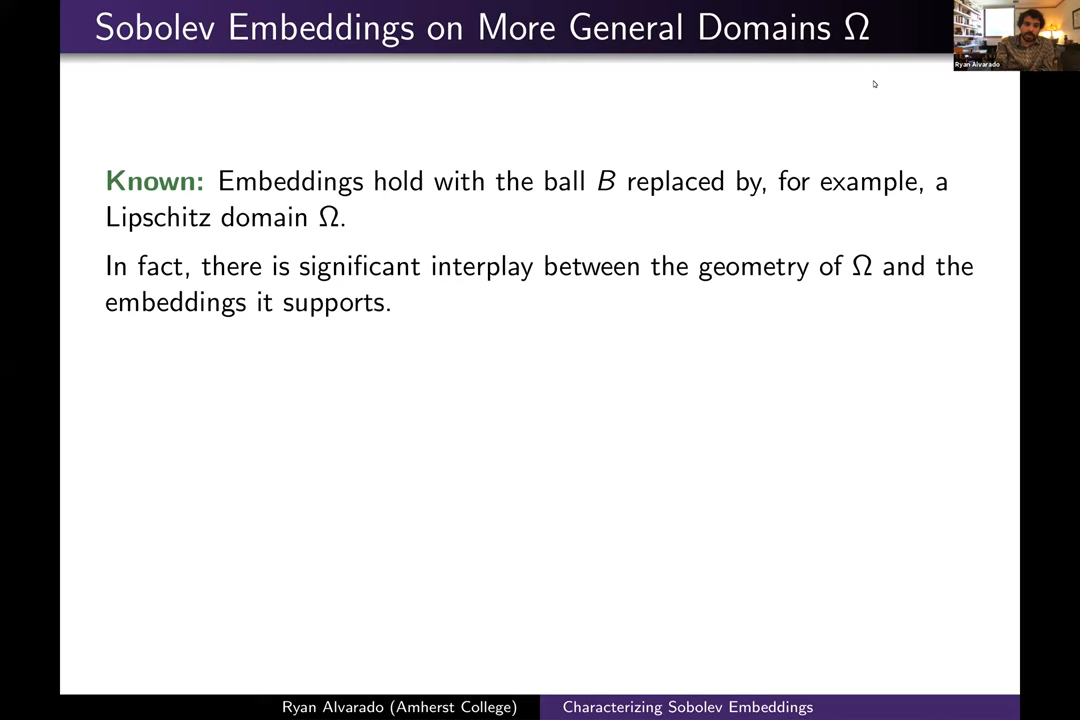 Sobolev Embeddings on More General Domains Ω
Ryan Alvarado
Known: Embeddings hold with the ball B replaced by, for example, a
Lipschitz domain Ω.
In fact, there is significant interplay between the geometry of Ω and the
embeddings it supports.
Ryan Alvarado (Amherst College)
Characterizing Sobolev Embeddings